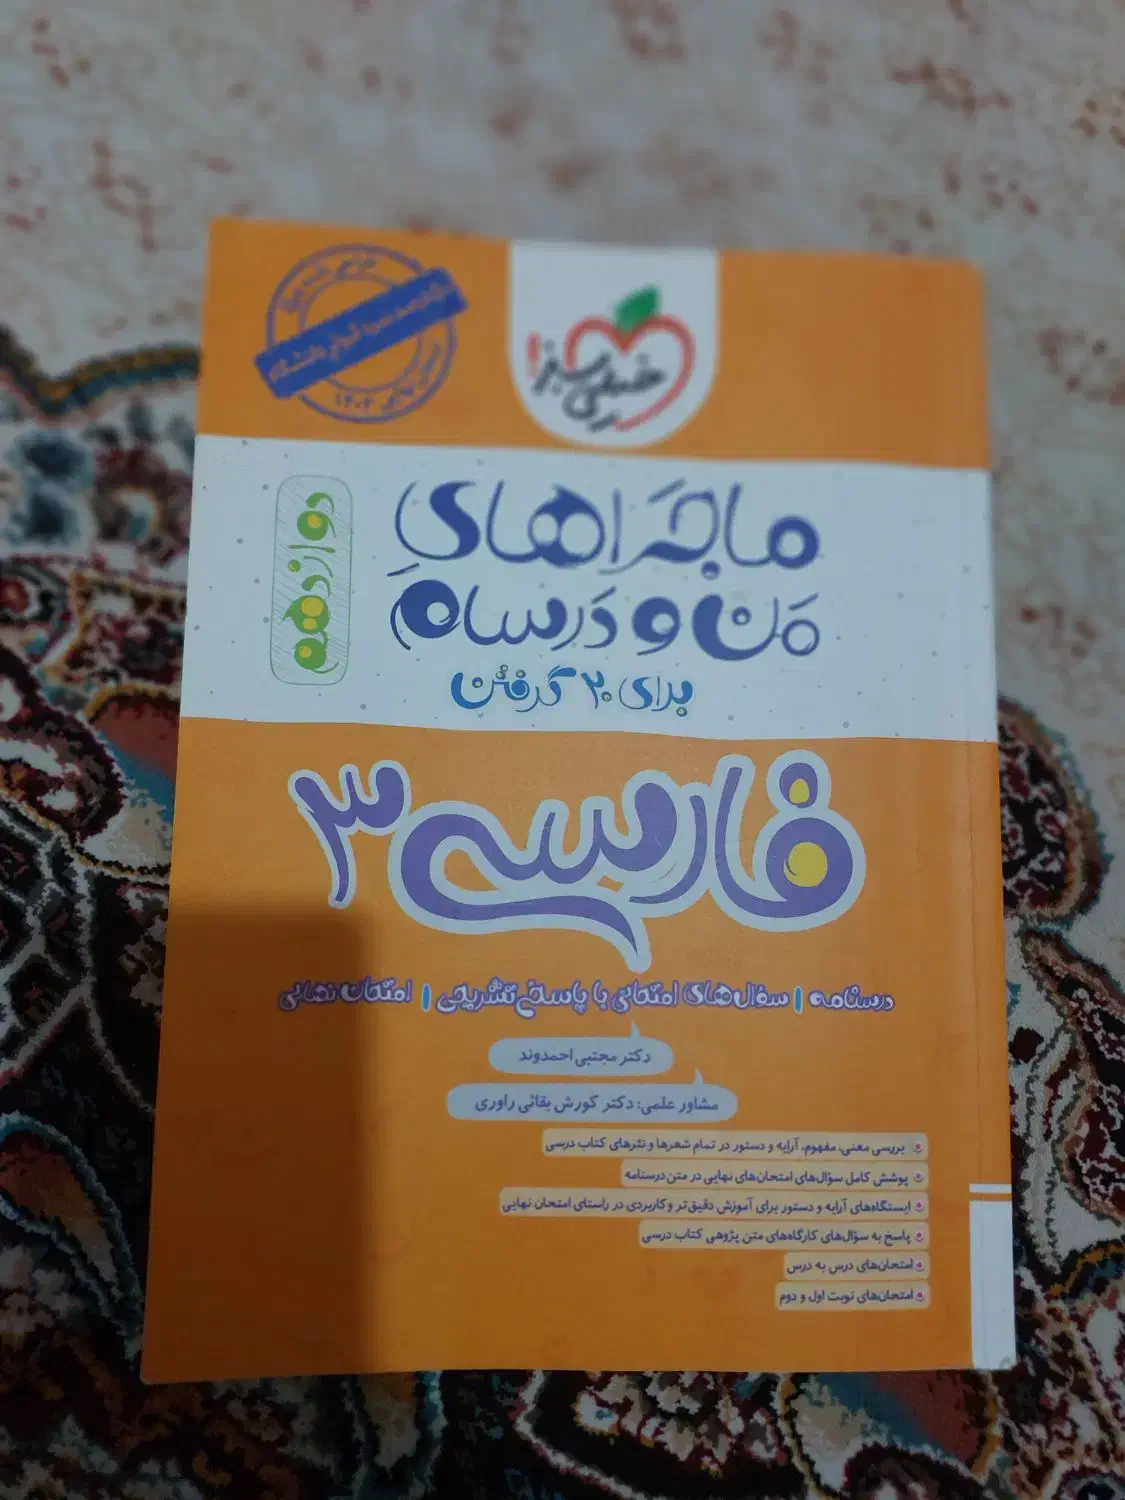 خیلی سبز
ماجراهای
من و درسام
برای ۲۰ گرفتن
دوازدهم
فارسی ۳
درسنامه | سؤال‌های امتحانی با پاسخ تشریحی | امتحان نهایی
دکتر مجتبی احمدوند
مشاور علمی: دکتر کورش بقائی راوری
بررسی معنی، مفهوم، آرایه و دستور در تمام شعرها و نثرهای کتاب درسی
پوشش کامل سؤال‌های امتحان‌های نهایی در متن درسنامه
ایستگاه‌های آرایه و دستور برای آموزش دقیق‌تر و کاربردی در راستای امتحان نهایی
پاسخ به سؤال‌های کارگاه‌های متن پژوهی کتاب درسی
امتحان‌های درس به درس
امتحان‌های نوبت اول و دوم